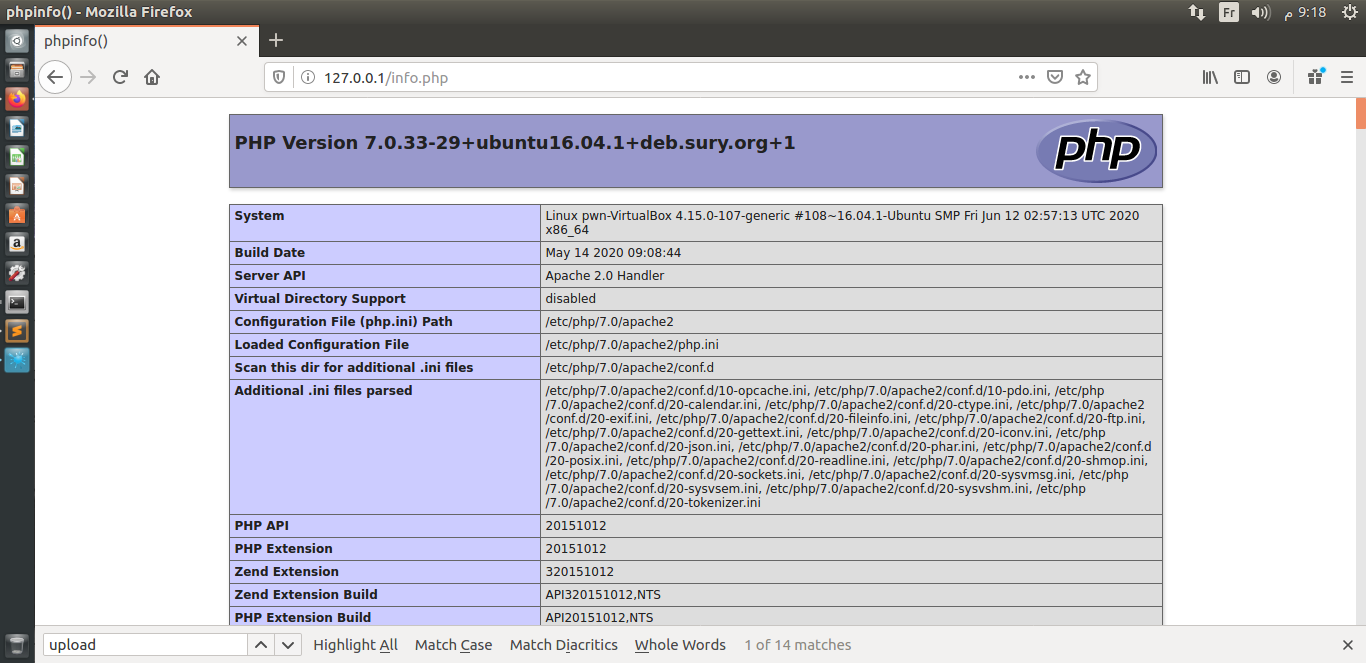 phpinfo() - Mozilla Firefox
Fr
9:18 م
phpinfo()
127.0.0.1/info.php
PHP Version 7.0.33-29+ubuntu16.04.1+deb.sury.org+1
php
System
Linux pwn-VirtualBox 4.15.0-107-generic #108~16.04.1-Ubuntu SMP Fri Jun 12 02:57:13 UTC 2020
x86_64
Build Date
May 14 2020 09:08:44
Server API
Apache 2.0 Handler
Virtual Directory Support
disabled
Configuration File (php.ini) Path
/etc/php/7.0/apache2
Loaded Configuration File
/etc/php/7.0/apache2/php.ini
Scan this dir for additional .ini files
/etc/php/7.0/apache2/conf.d
Additional .ini files parsed
/etc/php/7.0/apache2/conf.d/10-opcache.ini, /etc/php/7.0/apache2/conf.d/10-pdo.ini, /etc/php
/7.0/apache2/conf.d/20-calendar.ini, /etc/php/7.0/apache2/conf.d/20-ctype.ini, /etc/php/7.0/apache2
/conf.d/20-exif.ini, /etc/php/7.0/apache2/conf.d/20-fileinfo.ini, /etc/php/7.0/apache2/conf.d/20-ftp.ini,
/etc/php/7.0/apache2/conf.d/20-gettext.ini, /etc/php/7.0/apache2/conf.d/20-iconv.ini, /etc/php
/7.0/apache2/conf.d/20-json.ini, /etc/php/7.0/apache2/conf.d/20-phar.ini, /etc/php/7.0/apache2/conf.d
/20-posix.ini, /etc/php/7.0/apache2/conf.d/20-readline.ini, /etc/php/7.0/apache2/conf.d/20-shmop.ini,
/etc/php/7.0/apache2/conf.d/20-sockets.ini, /etc/php/7.0/apache2/conf.d/20-sysvmsg.ini, /etc/php
/7.0/apache2/conf.d/20-sysvsem.ini, /etc/php/7.0/apache2/conf.d/20-sysvshm.ini, /etc/php
/7.0/apache2/conf.d/20-tokenizer.ini
PHP API
20151012
PHP Extension
20151012
Zend Extension
320151012
Zend Extension Build
API320151012,NTS
PHP Extension Build
API20151012,NTS
upload
Highlight All
Match Case
Match Diacritics
Whole Words
1 of 14 matches